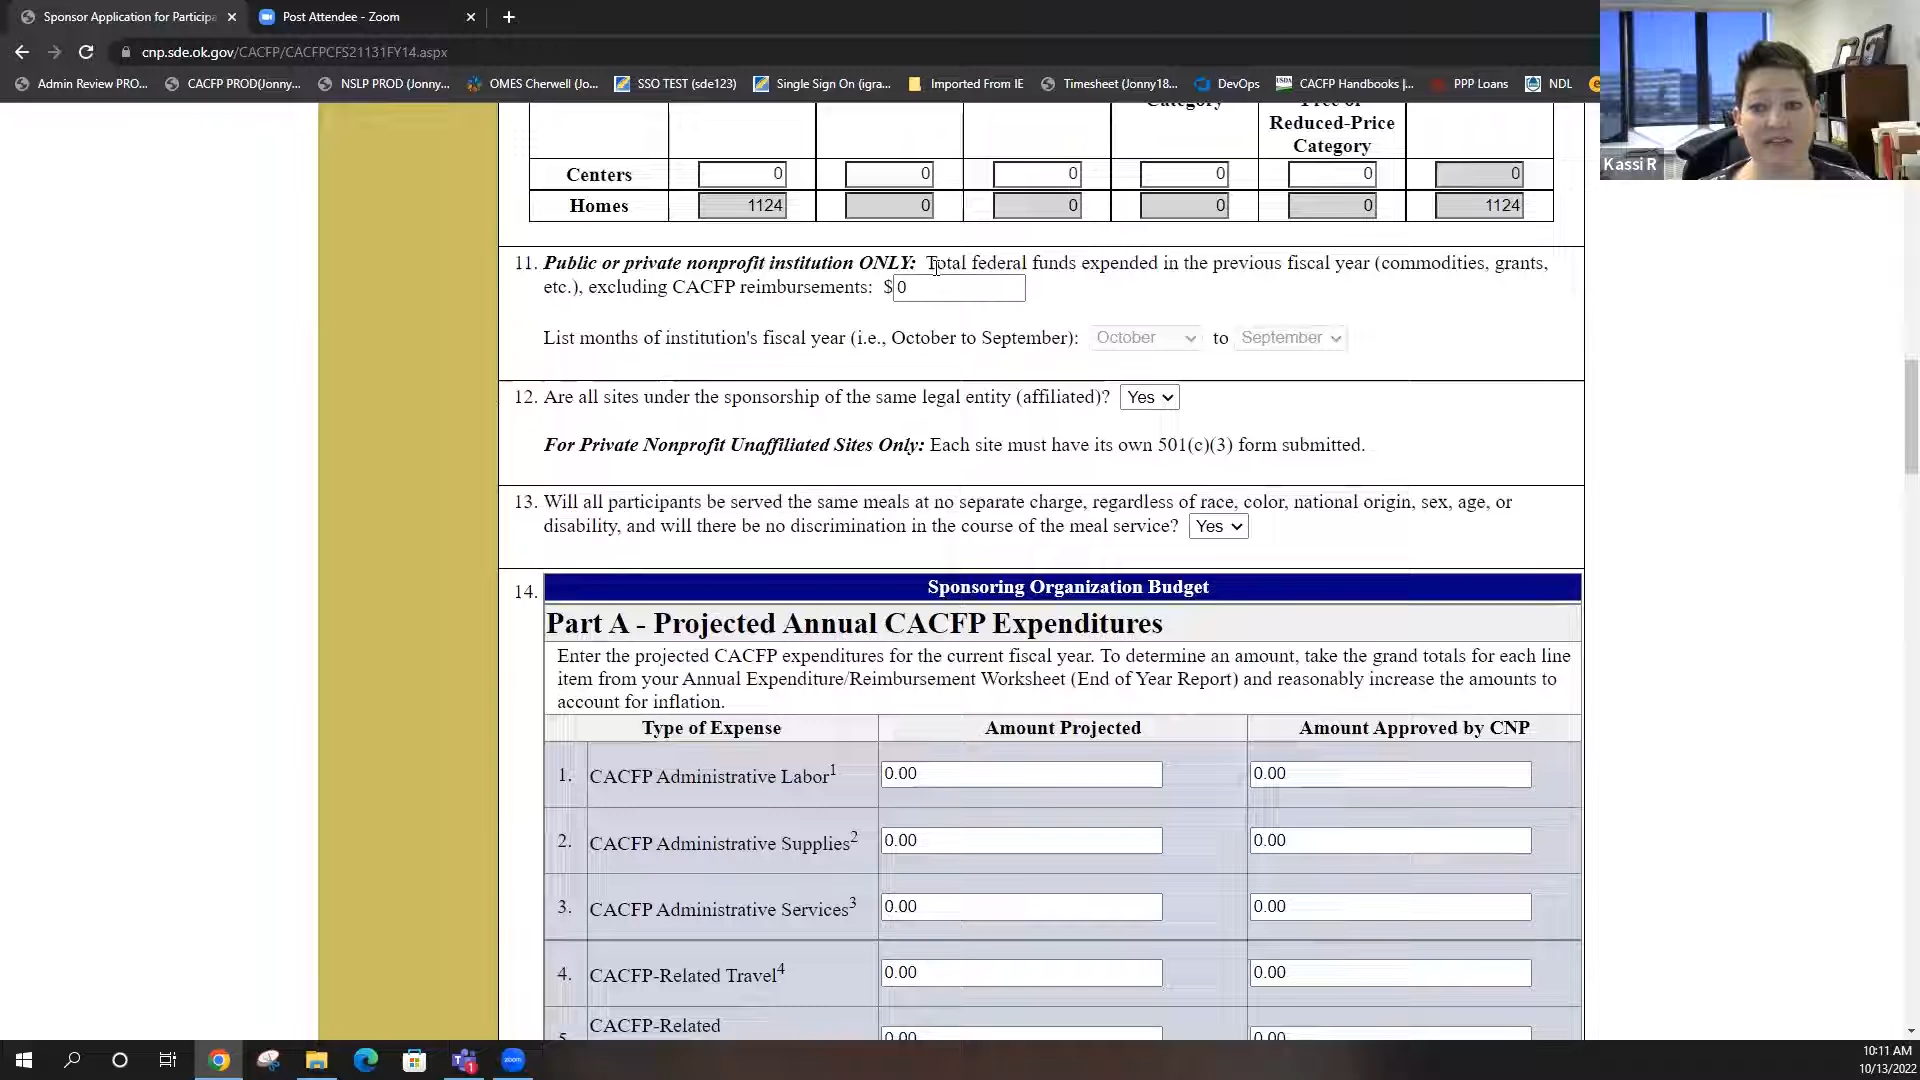 Sponsor Application for Participa
Post Attendee - Zoom
cnp.sde.ok.gov/CACFP/CACFPCFS21131FY14.aspx
Admin Review PRO... CACFP PROD(Jonny... NSLP PROD (Jonny... OMES Cherwell (Jo... SSO TEST (sde123) Single Sign On (igra... Imported From IE Timesheet (Jonny18... DevOps CACFP Handbooks |... PPP Loans NDL
Kassi R
Category
Free or
Reduced-Price
Category
Centers 0 0 0 0 0 0
Homes 1124 0 0 0 0 1124
11. Public or private nonprofit institution ONLY: Total federal funds expended in the previous fiscal year (commodities, grants,
etc.), excluding CACFP reimbursements: $ 0
List months of institution's fiscal year (i.e., October to September): October to September
12. Are all sites under the sponsorship of the same legal entity (affiliated)? Yes
For Private Nonprofit Unaffiliated Sites Only: Each site must have its own 501(c)(3) form submitted.
13. Will all participants be served the same meals at no separate charge, regardless of race, color, national origin, sex, age, or
disability, and will there be no discrimination in the course of the meal service? Yes
14. Sponsoring Organization Budget
Part A - Projected Annual CACFP Expenditures
Enter the projected CACFP expenditures for the current fiscal year. To determine an amount, take the grand totals for each line
item from your Annual Expenditure/Reimbursement Worksheet (End of Year Report) and reasonably increase the amounts to
account for inflation.
Type of Expense Amount Projected Amount Approved by CNP
1. CACFP Administrative Labor1 0.00 0.00
2. CACFP Administrative Supplies2 0.00 0.00
3. CACFP Administrative Services3 0.00 0.00
4. CACFP-Related Travel4 0.00 0.00
CACFP-Related
5. 0.00 0.00
10:11 AM
10/13/2022